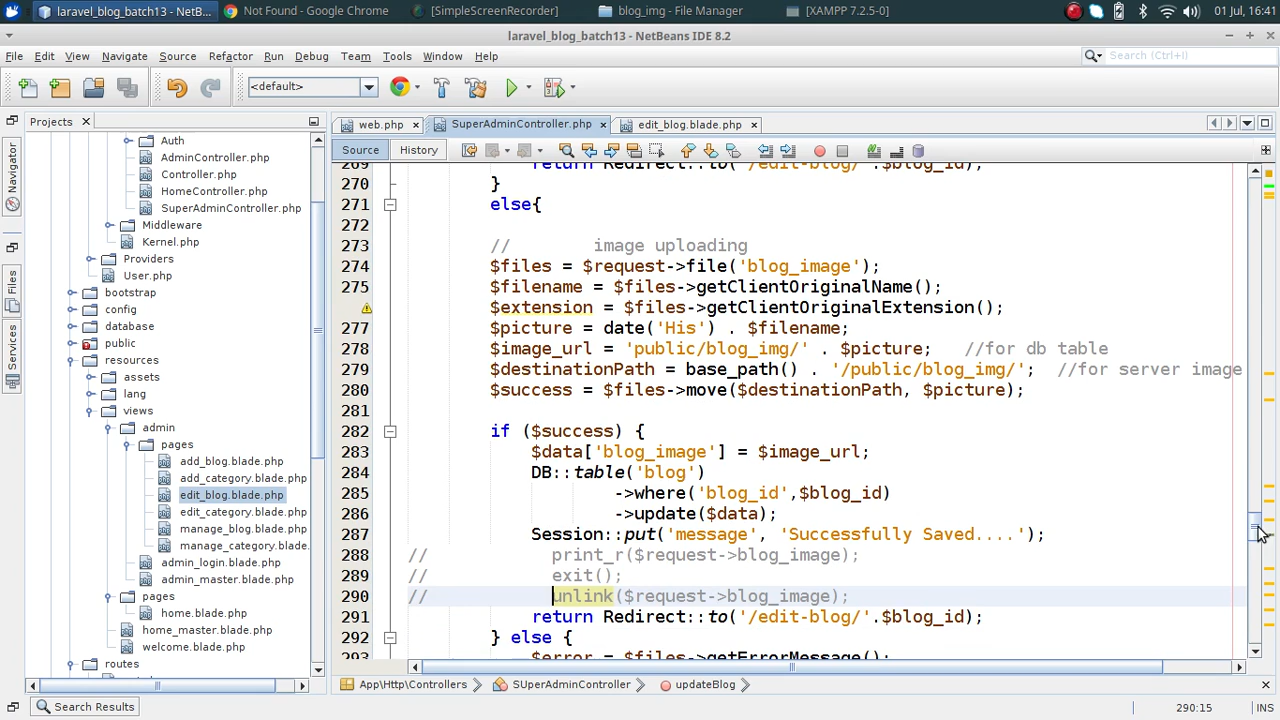 laravel_blog_batch13 - NetB...
Not Found - Google Chrome
[SimpleScreenRecorder]
blog_img - File Manager
[XAMPP 7.2.5-0]
01 Jul, 16:41
laravel_blog_batch13 - NetBeans IDE 8.2
File Edit View Navigate Source Refactor Run Debug Team Tools Window Help
Search (Ctrl+I)
<default>
Projects
web.php
SuperAdminController.php
edit_blog.blade.php
Source History
Navigator
Files
Services
Auth
AdminController.php
Controller.php
HomeController.php
SuperAdminController.php
Middleware
Kernel.php
Providers
User.php
bootstrap
config
database
public
resources
assets
lang
views
admin
pages
add_blog.blade.php
add_category.blade.php
edit_blog.blade.php
edit_category.blade.php
manage_blog.blade.php
manage_category.blade.
admin_login.blade.php
admin_master.blade.php
pages
home.blade.php
home_master.blade.php
welcome.blade.php
routes
269 return Redirect::to('/edit-blog/'.$blog_id);
270 }
271 else{
272
273 // image uploading
274 $files = $request->file('blog_image');
275 $filename = $files->getClientOriginalName();
$extension = $files->getClientOriginalExtension();
277 $picture = date('His') . $filename;
278 $image_url = 'public/blog_img/' . $picture; //for db table
279 $destinationPath = base_path() . '/public/blog_img/'; //for server image
280 $success = $files->move($destinationPath, $picture);
281
282 if ($success) {
283 $data['blog_image'] = $image_url;
284 DB::table('blog')
285 ->where('blog_id',$blog_id)
286 ->update($data);
287 Session::put('message', 'Successfully Saved....');
288 // print_r($request->blog_image);
289 // exit();
290 // unlink($request->blog_image);
291 return Redirect::to('/edit-blog/'.$blog_id);
292 } else {
293 $error = $files->getErrorMessage();
App\Http\Controllers
SUperAdminController
updateBlog
Search Results
290:15
INS